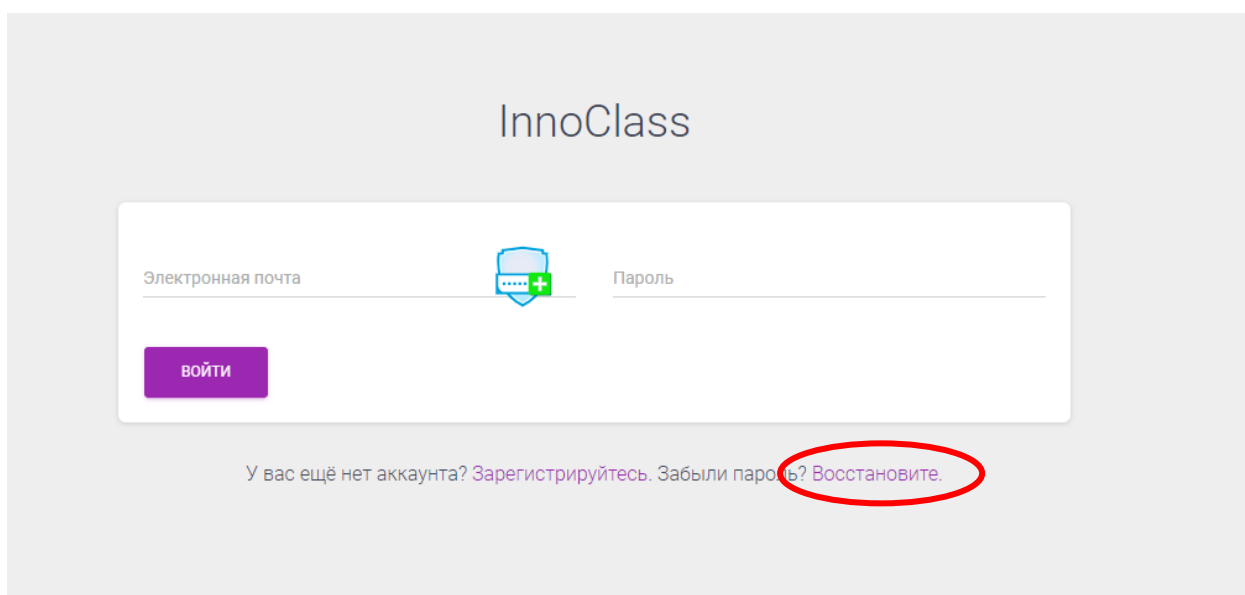 InnoClass
Электронная почта
Пароль
ВОЙТИ
У вас ещё нет аккаунта? Зарегистрируйтесь. Забыли пароль? Восстановите.